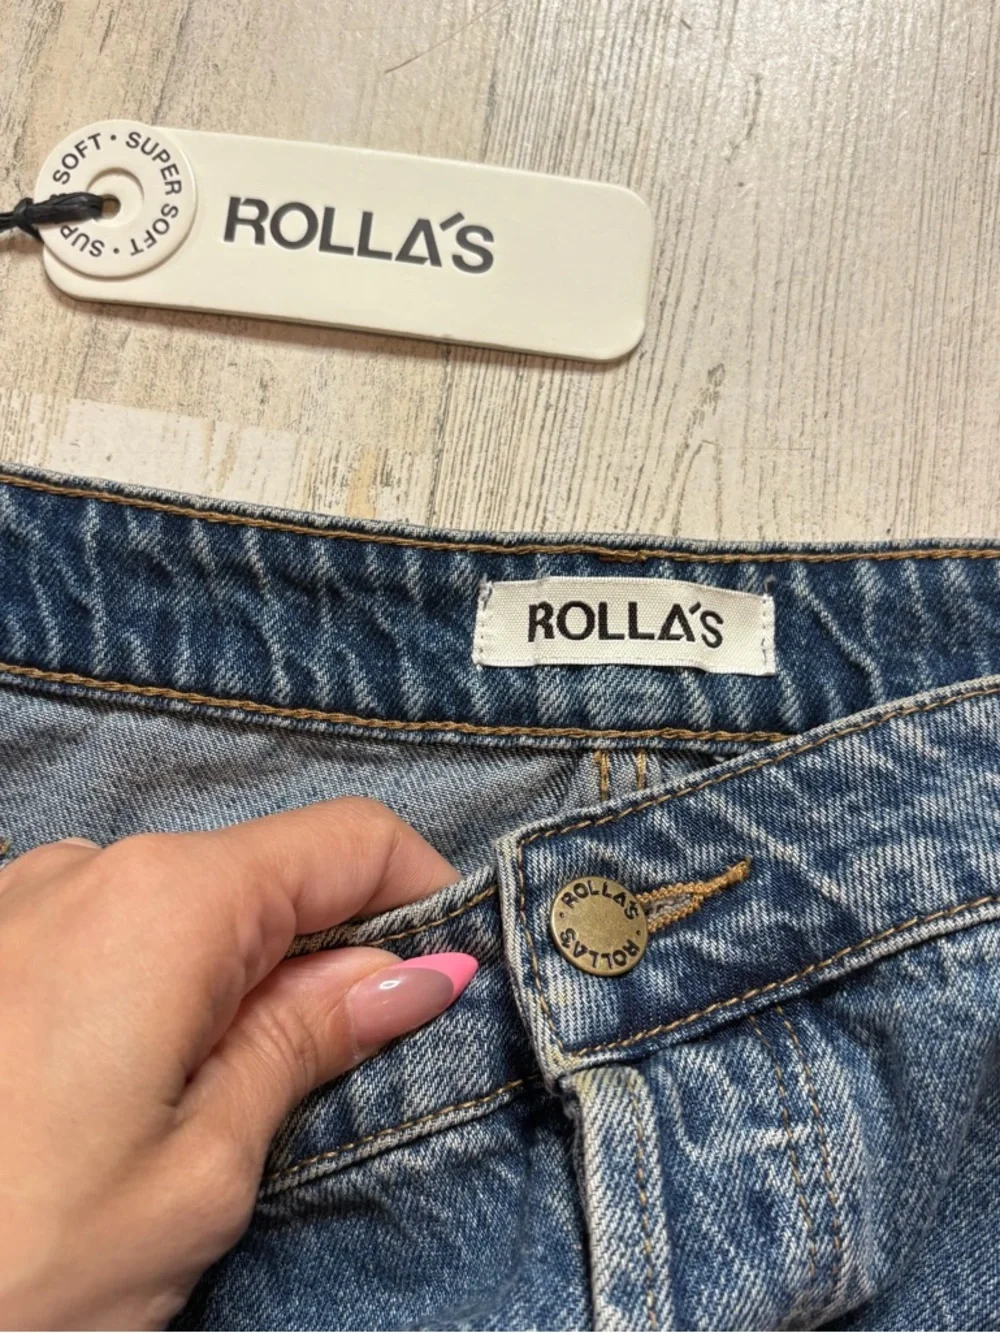 SUPER SOFT · SUPER SOFT ·
ROLLA'S
ROLLA'S
ROLLA'S · ROLLA'S ·